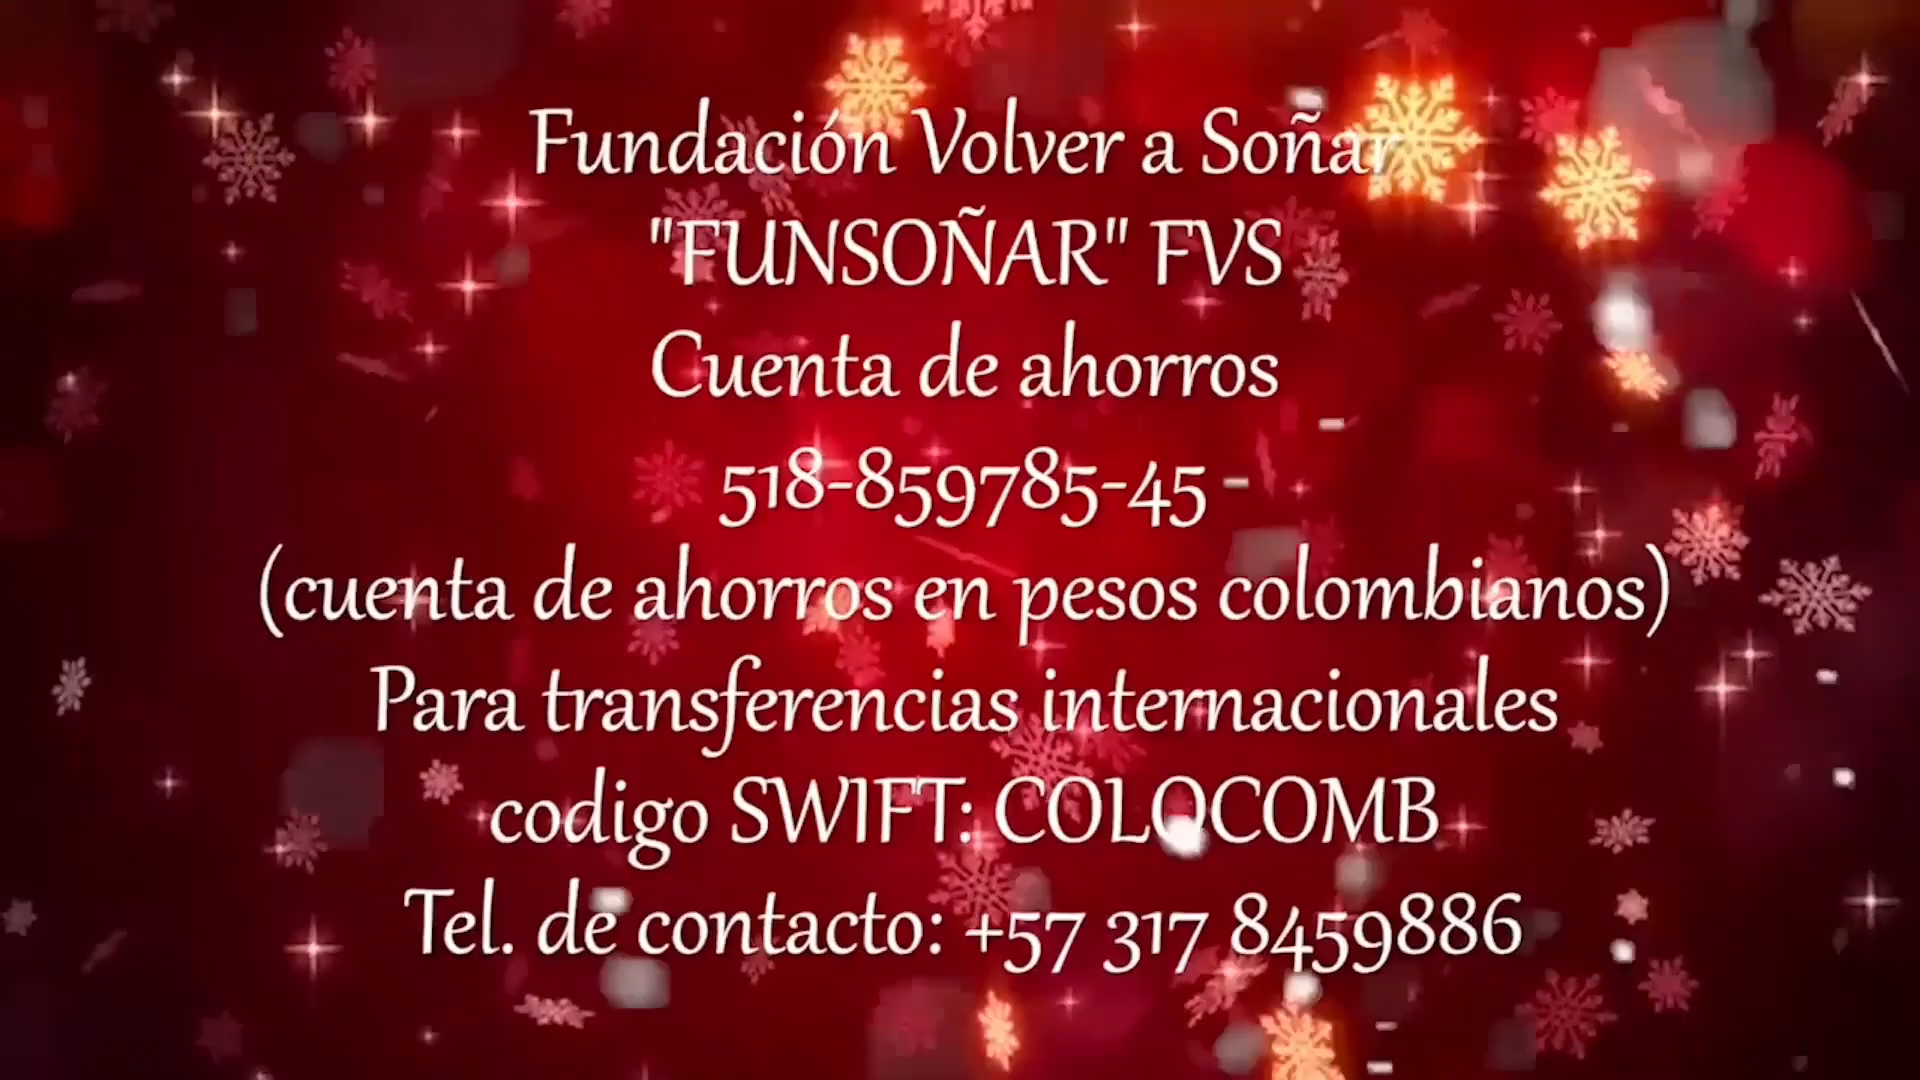 Fundación Volver a Soñar
"FUNSOÑAR" FVS
Cuenta de ahorros
518-859785-45
(cuenta de ahorros en pesos colombianos)
Para transferencias internacionales
codigo SWIFT: COLOCOMB
Tel. de contacto: +57 317 8459886